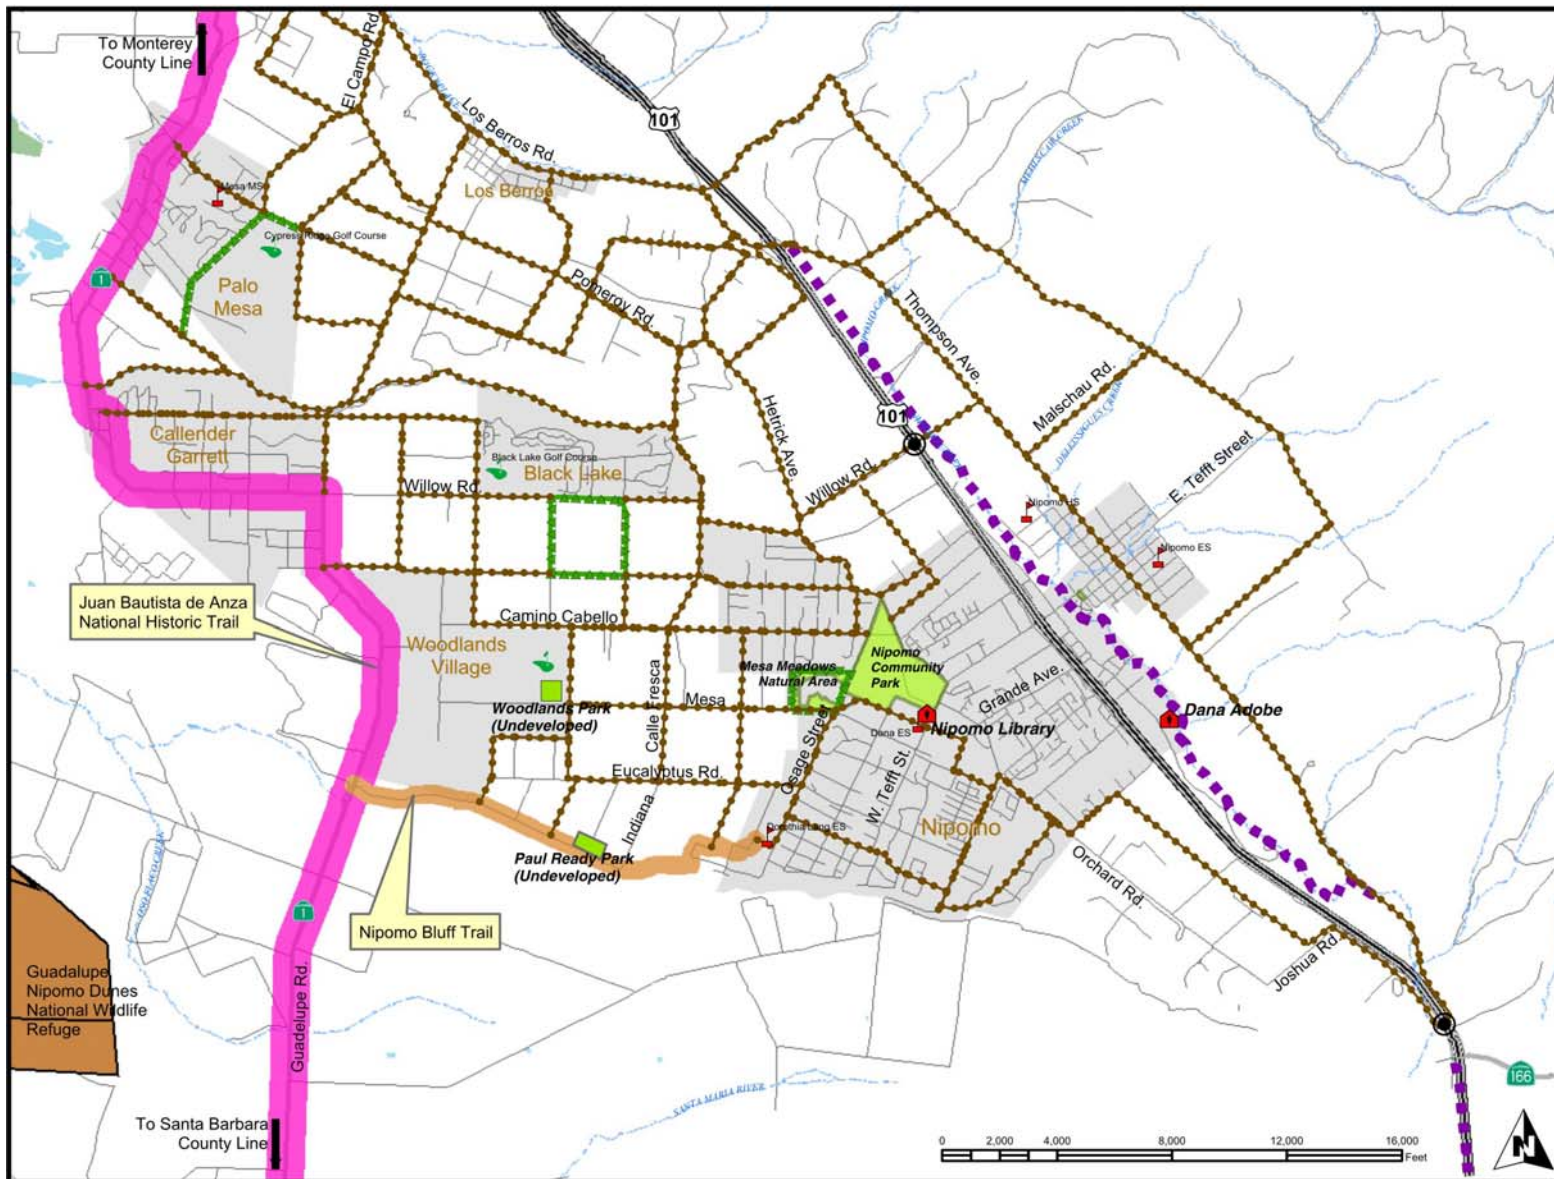 To Monterey
County Line
El Campo Rd.
Los Berros Rd.
101
Los Berros
Mesa MS
Cypress Ridge Golf Course
Palo
Mesa
1
Pomeroy Rd.
Thompson Ave.
Malschau Rd.
Hetrick Ave.
101
Callender
Garrett
Black Lake Golf Course
Black Lake
Willow Rd.
Willow Rd.
E. Tefft Street
Nipomo HS
Nipomo ES
Juan Bautista de Anza
National Historic Trail
Camino Cabello
Woodlands
Village
Calle Fresca
Mesa Meadows
Natural Area
Nipomo
Community
Park
Grande Ave.
Mesa
Woodlands Park
(Undeveloped)
Osage Street
Dana ES
Nipomo Library
Dana Adobe
Eucalyptus Rd.
W. Tefft St.
Indiana
Nipomo
Dorothia Lang ES
Paul Ready Park
(Undeveloped)
Orchard Rd.
Nipomo Bluff Trail
1
Joshua Rd.
Guadalupe
Nipomo Dunes
National Wildlife
Refuge
Guadelupe Rd.
166
SANTA MARIA RIVER
To Santa Barbara
County Line
0 2,000 4,000 8,000 12,000 16,000
Feet
N